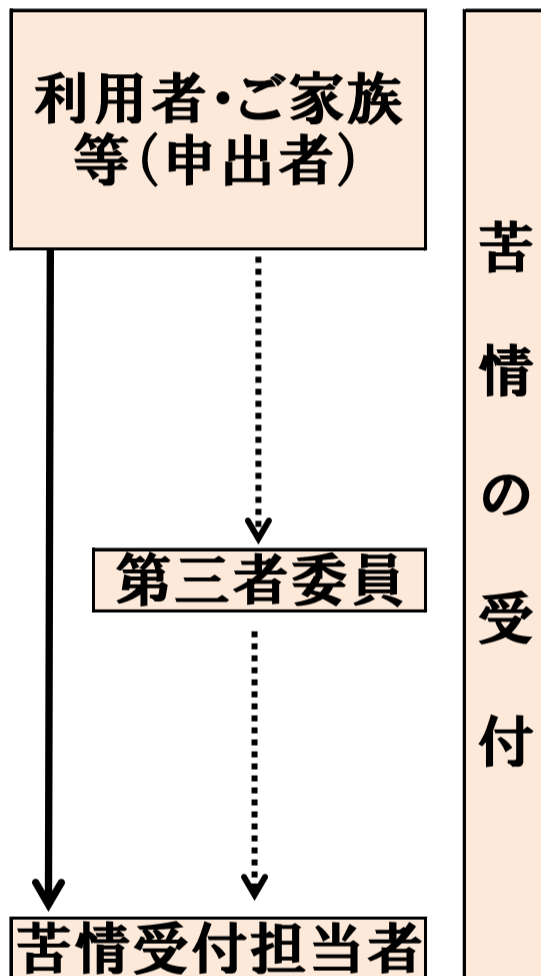 利用者・ご家族
等(申出者)
第三者委員
苦情受付担当者
苦情の受付